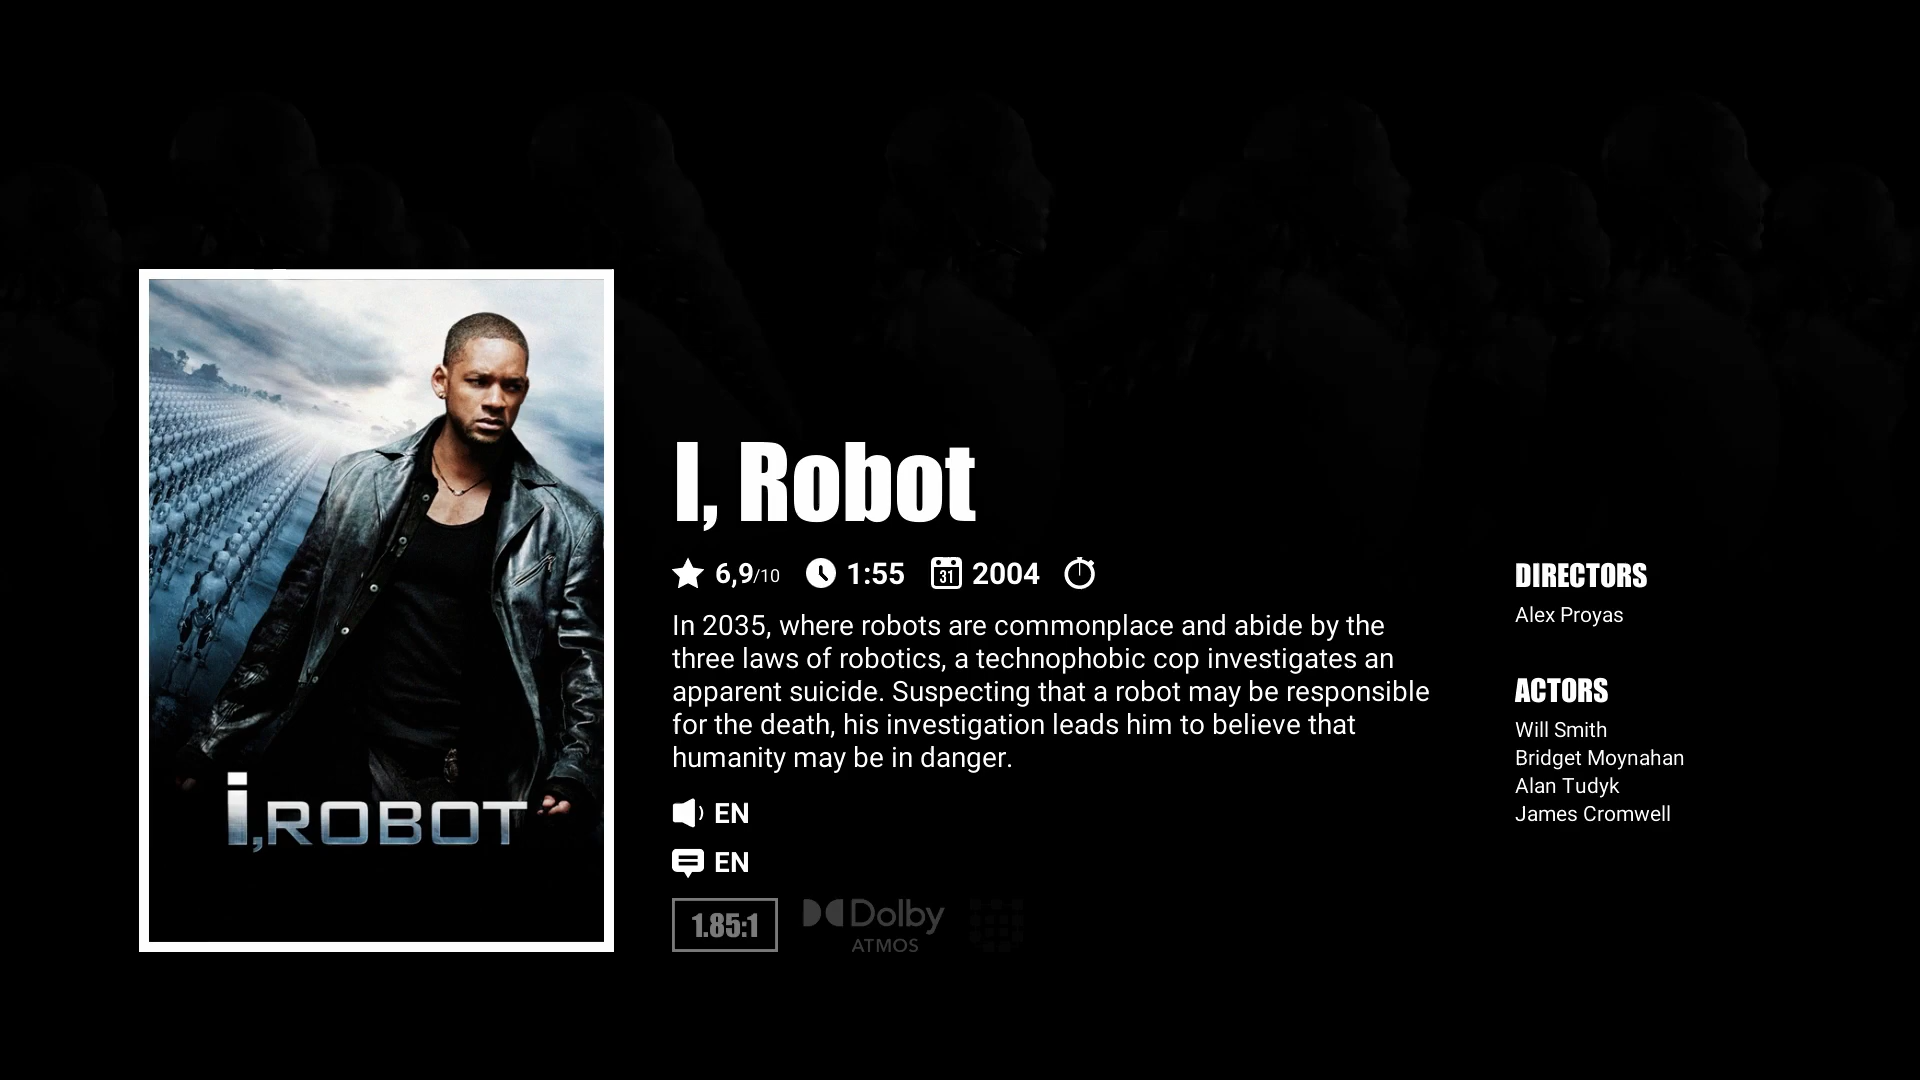 I, Robot
6,9/10 1:55 31 2004
In 2035, where robots are commonplace and abide by the
three laws of robotics, a technophobic cop investigates an
apparent suicide. Suspecting that a robot may be responsible
for the death, his investigation leads him to believe that
humanity may be in danger.
EN
EN
1.85:1 Dolby
ATMOS
i,ROBOT
DIRECTORS
Alex Proyas
ACTORS
Will Smith
Bridget Moynahan
Alan Tudyk
James Cromwell